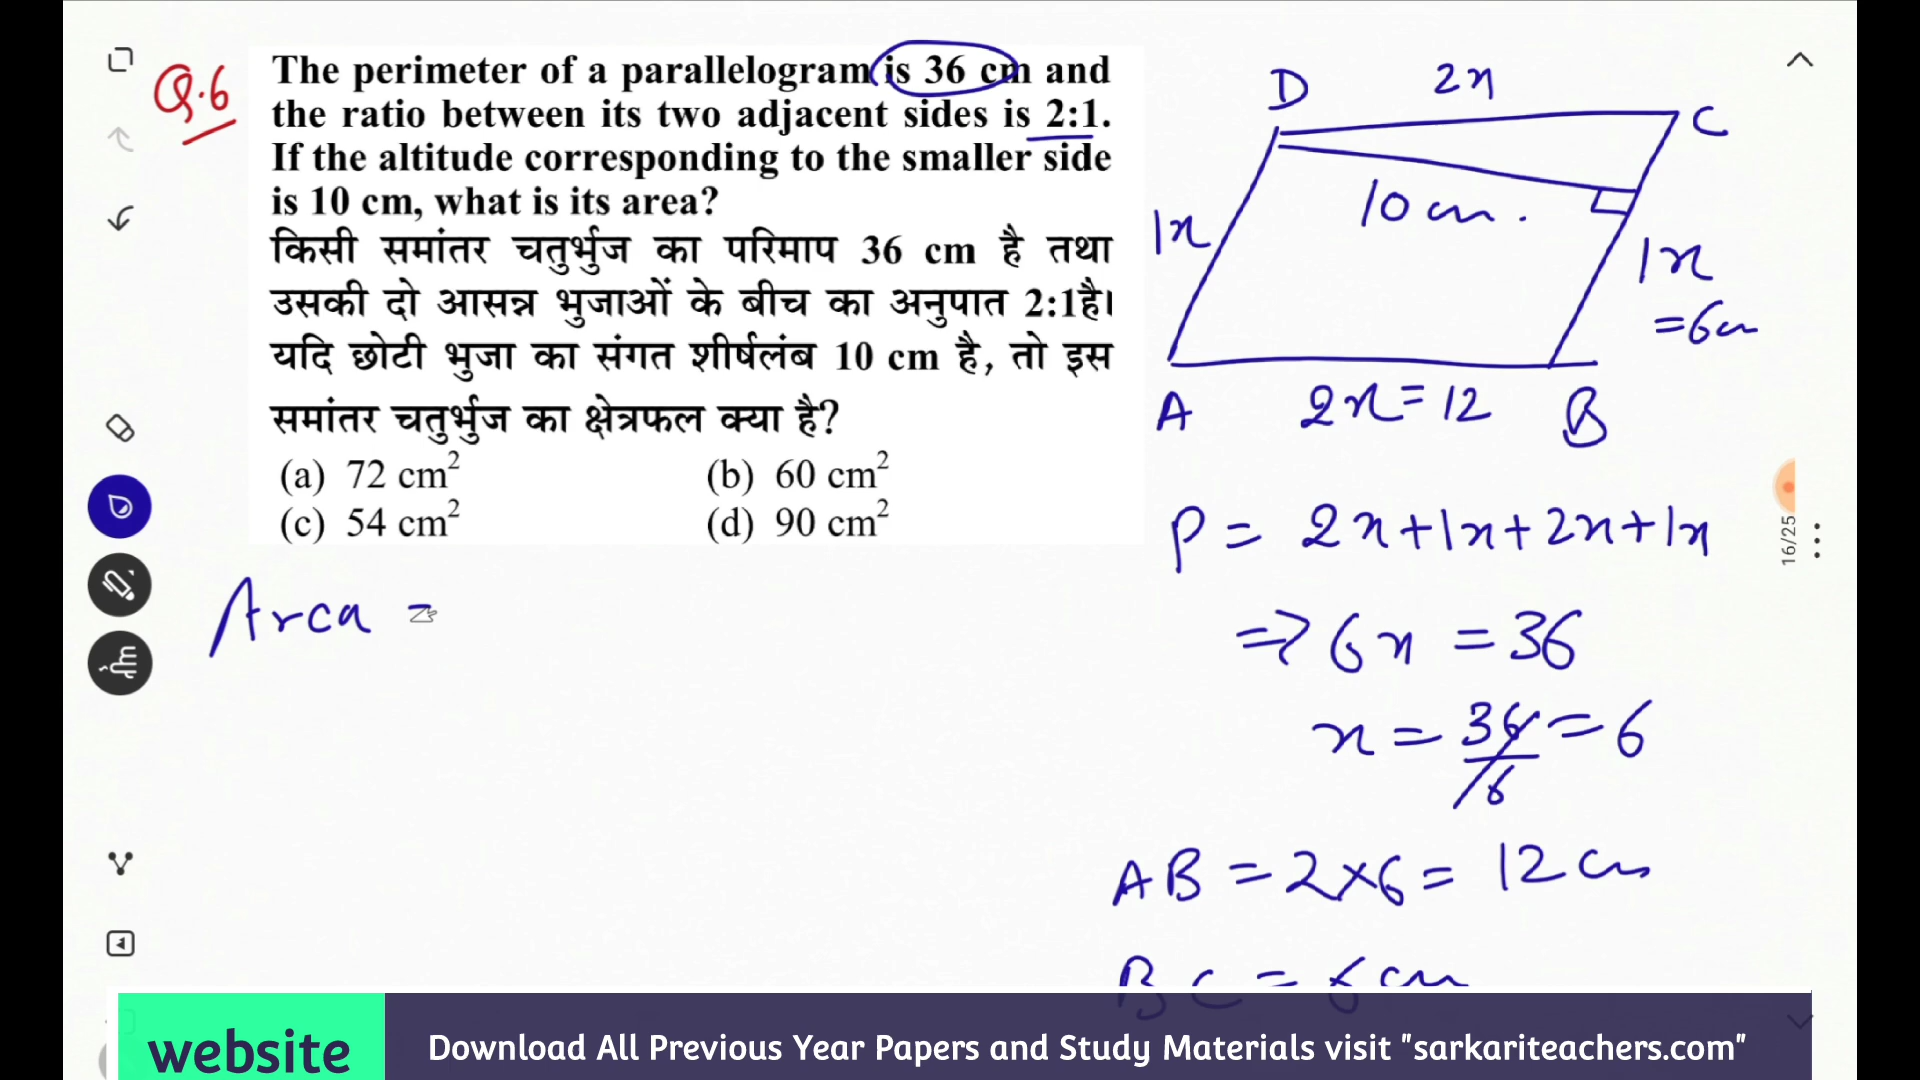 Q.6
The perimeter of a parallelogram is 36 cm and
the ratio between its two adjacent sides is 2:1.
If the altitude corresponding to the smaller side
is 10 cm, what is its area?
किसी समांतर चतुर्भुज का परिमाप 36 cm है तथा
उसकी दो आसन्न भुजाओं के बीच का अनुपात 2:1है।
यदि छोटी भुजा का संगत शीर्षलंब 10 cm है, तो इस
समांतर चतुर्भुज का क्षेत्रफल क्या है?
(a) 72 cm² (b) 60 cm²
(c) 54 cm² (d) 90 cm²
Area =
D 2x C
10 cm.
1x
1x
=6cm
A 2x=12 B
P = 2x+1x+2x+1x
=> 6x = 36
x = 36/6 = 6
AB = 2×6 = 12 cm
BC = 6 cm
16/25
website
Download All Previous Year Papers and Study Materials visit "sarkariteachers.com"